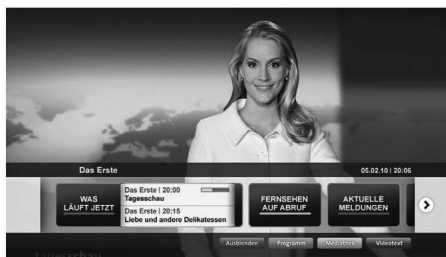 Das Erste
05.02.10 | 20:06
WAS
LÄUFT JETZT
Das Erste | 20:00
Tagesschau
Das Erste | 20:15
Liebe und andere Delikatessen
FERNSEHEN
AUF ABRUF
AKTUELLE
MELDUNGEN
Ausblenden
Programm
Mediathek
Videotext
tagesschau